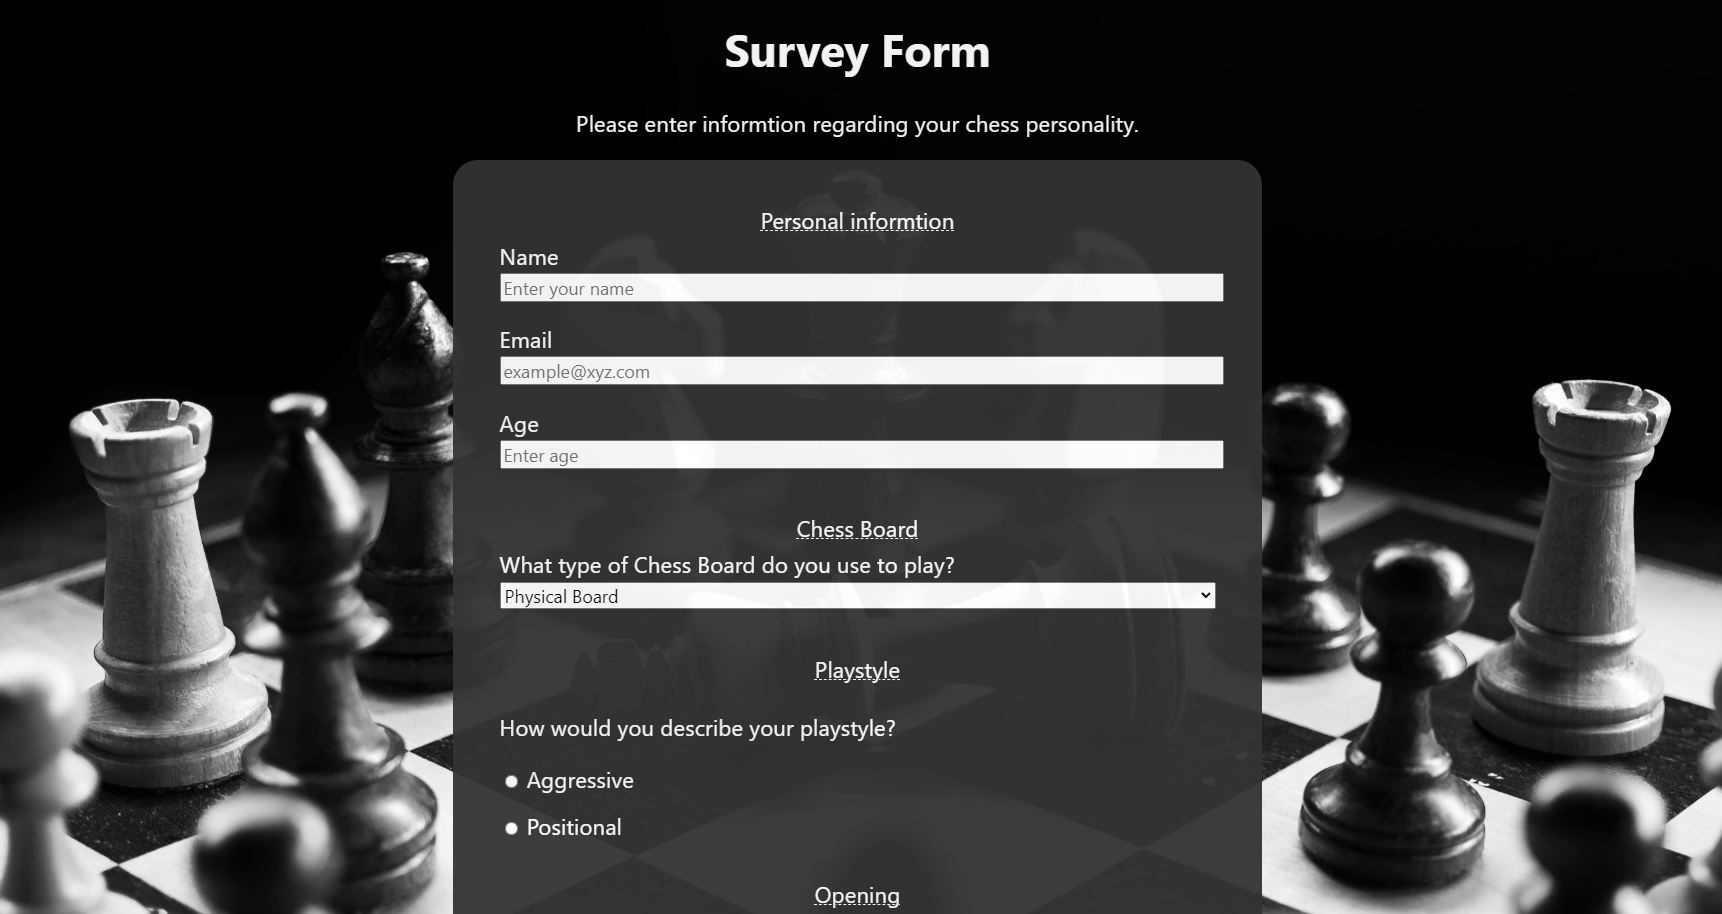 Survey Form
Please enter informtion regarding your chess personality.
Personal informtion
Name
Enter your name
Email
example@xyz.com
Age
Enter age
Chess Board
What type of Chess Board do you use to play?
Physical Board
Playstyle
How would you describe your playstyle?
Aggressive
Positional
Opening